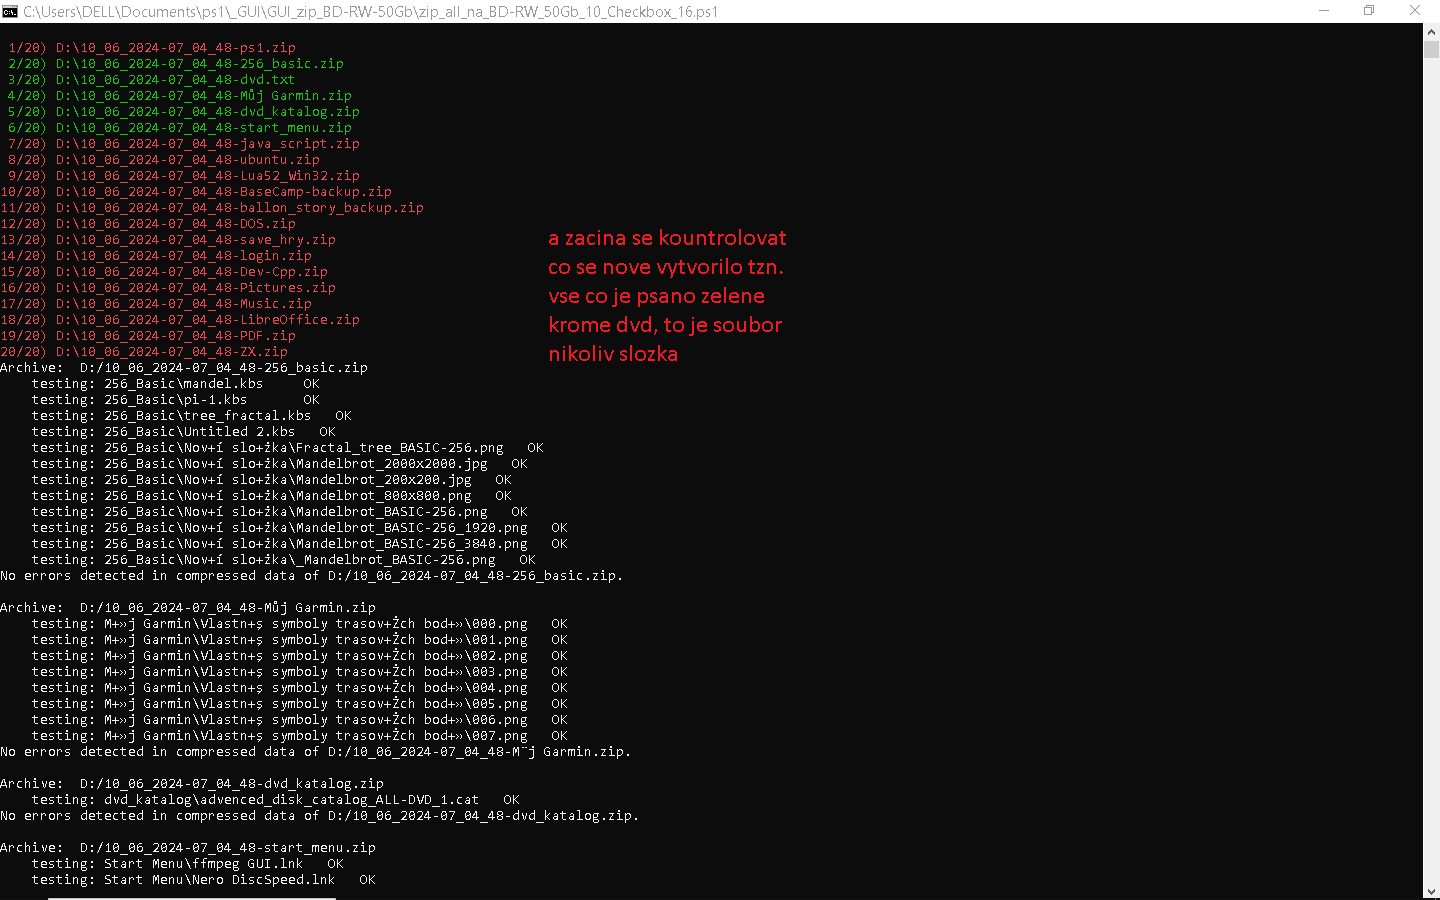 C:\Users\DELL\Documents\ps1\_GUI\GUI_zip_BD-RW-50Gb\zip_all_na_BD-RW_50Gb_10_Checkbox_16.ps1
1/20) D:\10_06_2024-07_04_48-ps1.zip
2/20) D:\10_06_2024-07_04_48-256_basic.zip
3/20) D:\10_06_2024-07_04_48-dvd.txt
4/20) D:\10_06_2024-07_04_48-Můj Garmin.zip
5/20) D:\10_06_2024-07_04_48-dvd_katalog.zip
6/20) D:\10_06_2024-07_04_48-start_menu.zip
7/20) D:\10_06_2024-07_04_48-java_script.zip
8/20) D:\10_06_2024-07_04_48-ubuntu.zip
9/20) D:\10_06_2024-07_04_48-Lua52_Win32.zip
10/20) D:\10_06_2024-07_04_48-BaseCamp-backup.zip
11/20) D:\10_06_2024-07_04_48-ballon_story_backup.zip
12/20) D:\10_06_2024-07_04_48-DOS.zip
13/20) D:\10_06_2024-07_04_48-save_hry.zip
14/20) D:\10_06_2024-07_04_48-login.zip
15/20) D:\10_06_2024-07_04_48-Dev-Cpp.zip
16/20) D:\10_06_2024-07_04_48-Pictures.zip
17/20) D:\10_06_2024-07_04_48-Music.zip
18/20) D:\10_06_2024-07_04_48-LibreOffice.zip
19/20) D:\10_06_2024-07_04_48-PDF.zip
20/20) D:\10_06_2024-07_04_48-ZX.zip
a zacina se kountrolovat
co se nove vytvorilo tzn.
vse co je psano zelene
krome dvd, to je soubor
nikoliv slozka
Archive:  D:/10_06_2024-07_04_48-256_basic.zip
testing: 256_Basic\mandel.kbs     OK
testing: 256_Basic\pi-1.kbs       OK
testing: 256_Basic\tree_fractal.kbs   OK
testing: 256_Basic\Untitled 2.kbs   OK
testing: 256_Basic\Nov+í slo+żka\Fractal_tree_BASIC-256.png   OK
testing: 256_Basic\Nov+í slo+żka\Mandelbrot_2000x2000.jpg   OK
testing: 256_Basic\Nov+í slo+żka\Mandelbrot_200x200.jpg   OK
testing: 256_Basic\Nov+í slo+żka\Mandelbrot_800x800.png   OK
testing: 256_Basic\Nov+í slo+żka\Mandelbrot_BASIC-256.png   OK
testing: 256_Basic\Nov+í slo+żka\Mandelbrot_BASIC-256_1920.png   OK
testing: 256_Basic\Nov+í slo+żka\Mandelbrot_BASIC-256_3840.png   OK
testing: 256_Basic\Nov+í slo+żka\_Mandelbrot_BASIC-256.png   OK
No errors detected in compressed data of D:/10_06_2024-07_04_48-256_basic.zip.
Archive:  D:/10_06_2024-07_04_48-Můj Garmin.zip
testing: M+»j Garmin\Vlastn+ş symboly trasov+Żch bod+»\000.png   OK
testing: M+»j Garmin\Vlastn+ş symboly trasov+Żch bod+»\001.png   OK
testing: M+»j Garmin\Vlastn+ş symboly trasov+Żch bod+»\002.png   OK
testing: M+»j Garmin\Vlastn+ş symboly trasov+Żch bod+»\003.png   OK
testing: M+»j Garmin\Vlastn+ş symboly trasov+Żch bod+»\004.png   OK
testing: M+»j Garmin\Vlastn+ş symboly trasov+Żch bod+»\005.png   OK
testing: M+»j Garmin\Vlastn+ş symboly trasov+Żch bod+»\006.png   OK
testing: M+»j Garmin\Vlastn+ş symboly trasov+Żch bod+»\007.png   OK
No errors detected in compressed data of D:/10_06_2024-07_04_48-M¨j Garmin.zip.
Archive:  D:/10_06_2024-07_04_48-dvd_katalog.zip
testing: dvd_katalog\advenced_disk_catalog_ALL-DVD_1.cat   OK
No errors detected in compressed data of D:/10_06_2024-07_04_48-dvd_katalog.zip.
Archive:  D:/10_06_2024-07_04_48-start_menu.zip
testing: Start Menu\ffmpeg GUI.lnk   OK
testing: Start Menu\Nero DiscSpeed.lnk   OK